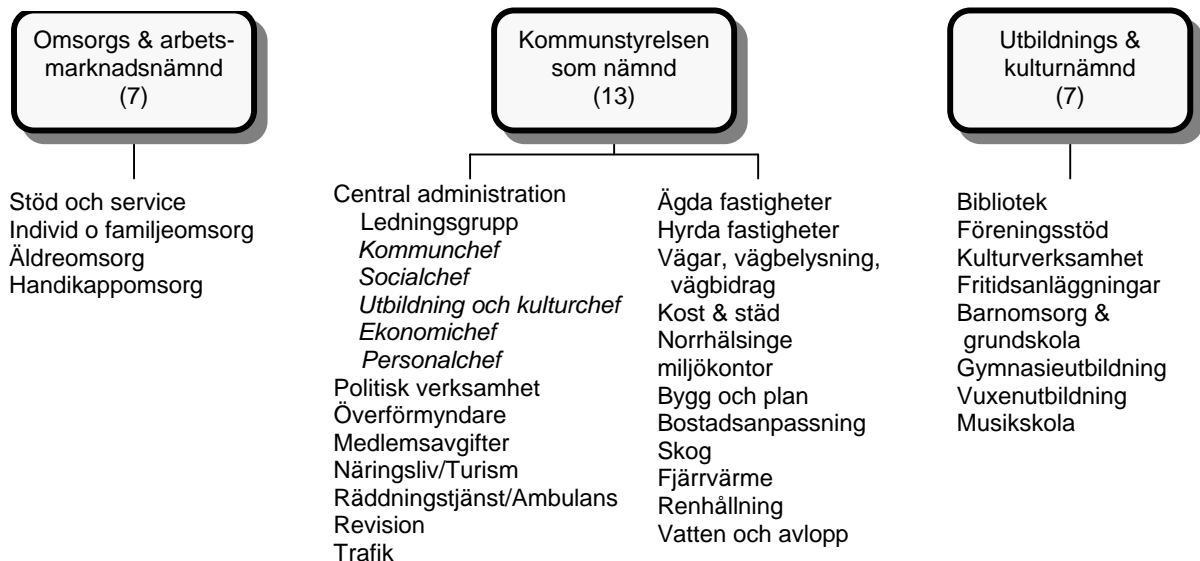 Omsorgs & arbets-
marknadsnämnd
(7)
Kommunstyrelsen
som nämnd
(13)
Utbildnings &
kulturnämnd
(7)
Stöd och service
Individ o familjeomsorg
Äldreomsorg
Handikappomsorg
Central administration
Ledningsgrupp
Kommunchef
Socialchef
Utbildning och kulturchef
Ekonomichef
Personalchef
Politisk verksamhet
Överförmyndare
Medlemsavgifter
Näringsliv/Turism
Räddningstjänst/Ambulans
Revision
Trafik
Ägda fastigheter
Hyrda fastigheter
Vägar, vägbelysning,
vägbidrag
Kost & städ
Norrhälsinge
miljökontor
Bygg och plan
Bostadsanpassning
Skog
Fjärrvärme
Renhållning
Vatten och avlopp
Bibliotek
Föreningsstöd
Kulturverksamhet
Fritidsanläggningar
Barnomsorg &
grundskola
Gymnasieutbildning
Vuxenutbildning
Musikskola